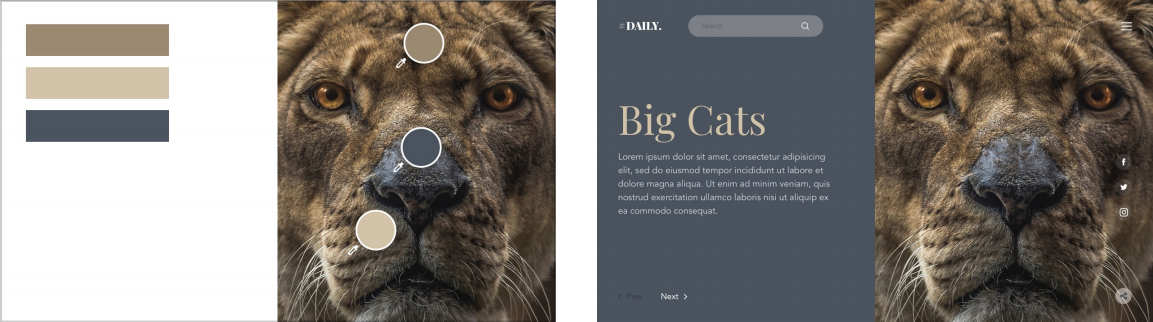 # DAILY.
Search
Big Cats
Lorem ipsum dolor sit amet, consectetur adipisicing
elit, sed do eiusmod tempor incididunt ut labore et
dolore magna aliqua. Ut enim ad minim veniam, quis
nostrud exercitation ullamco laboris nisi ut aliquip ex
ea commodo consequat.
Prev
Next